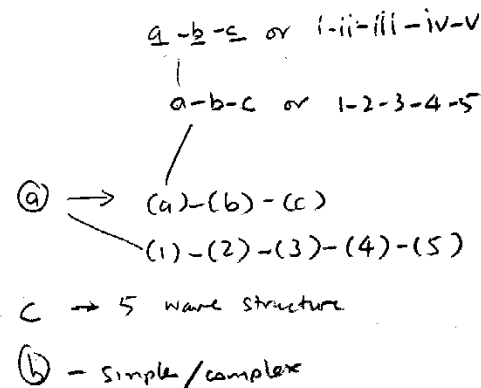 a-b-c or i-ii-iii-iv-v
a-b-c or 1-2-3-4-5
ⓐ → (a)-(b)-(c)
(1)-(2)-(3)-(4)-(5)
C → 5 wave structure
ⓑ - simple/complex